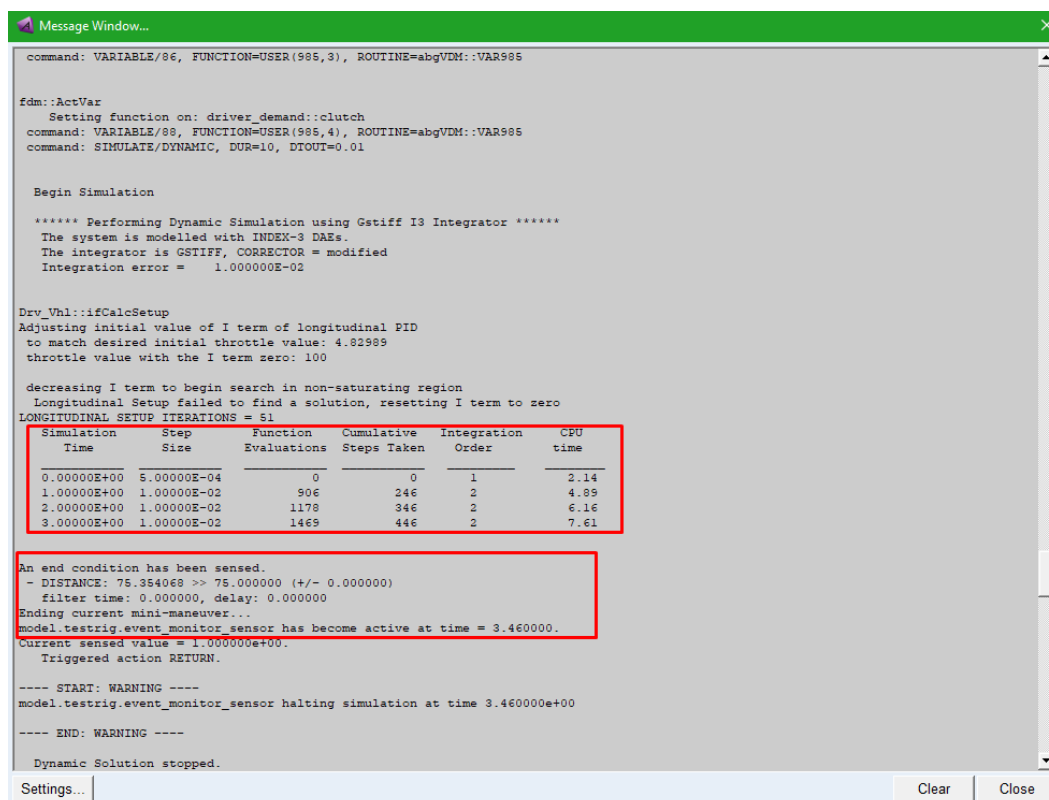 Message Window...
command: VARIABLE/86, FUNCTION=USER(985,3), ROUTINE=abgVDM::VAR985
fdm::ActVar
Setting function on: driver_demand::clutch
command: VARIABLE/88, FUNCTION=USER(985,4), ROUTINE=abgVDM::VAR985
command: SIMULATE/DYNAMIC, DUR=10, DTOUT=0.01
Begin Simulation
****** Performing Dynamic Simulation using Gstiff I3 Integrator ******
The system is modelled with INDEX-3 DAEs.
The integrator is GSTIFF, CORRECTOR = modified
Integration error = 1.000000E-02
Drv_Vhl::ifCalcSetup
Adjusting initial value of I term of longitudinal PID
to match desired initial throttle value: 4.82989
throttle value with the I term zero: 100
decreasing I term to begin search in non-saturating region
Longitudinal Setup failed to find a solution, resetting I term to zero
LONGITUDINAL SETUP ITERATIONS = 51
Simulation Step Function Cumulative Integration CPU
Time Size Evaluations Steps Taken Order time
0.00000E+00 5.00000E-04 0 0 1 2.14
1.00000E+00 1.00000E-02 906 246 2 4.89
2.00000E+00 1.00000E-02 1178 346 2 6.16
3.00000E+00 1.00000E-02 1469 446 2 7.61
An end condition has been sensed.
- DISTANCE: 75.354068 >> 75.000000 (+/- 0.000000)
filter time: 0.000000, delay: 0.000000
Ending current mini-maneuver...
model.testrig.event_monitor_sensor has become active at time = 3.460000.
Current sensed value = 1.000000e+00.
Triggered action RETURN.
---- START: WARNING ----
model.testrig.event_monitor_sensor halting simulation at time 3.460000e+00
---- END: WARNING ----
Dynamic Solution stopped.
Settings... Clear Close